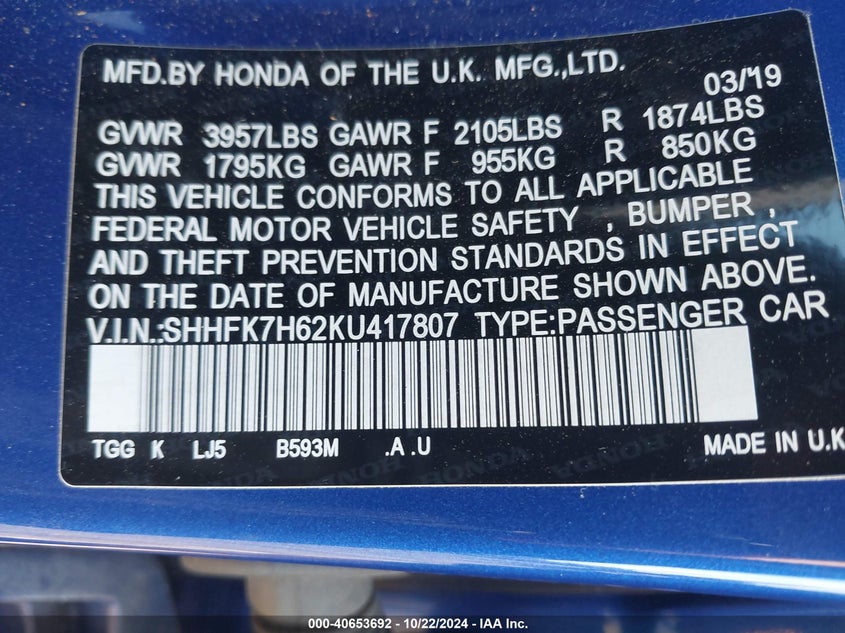 MFD.BY HONDA OF THE U.K. MFG.,LTD. 03/'19
GVWR 3957LBS GAWR F 2105LBS R 1874LBS
GVWR 1795KG GAWR F 955KG R 850KG
THIS VEHICLE CONFORMS TO ALL APPLICABLE
FEDERAL MOTOR VEHICLE SAFETY , BUMPER ,
AND THEFT PREVENTION STANDARDS IN EFFECT
ON THE DATE OF MANUFACTURE SHOWN ABOVE.
V.I.N.:SHHFK7H62KU417807 TYPE:PASSENGER CAR
TGG K LJ5 B593M .A .U MADE IN U.K
000-40653692 - 10/22/2024 - IAA Inc.